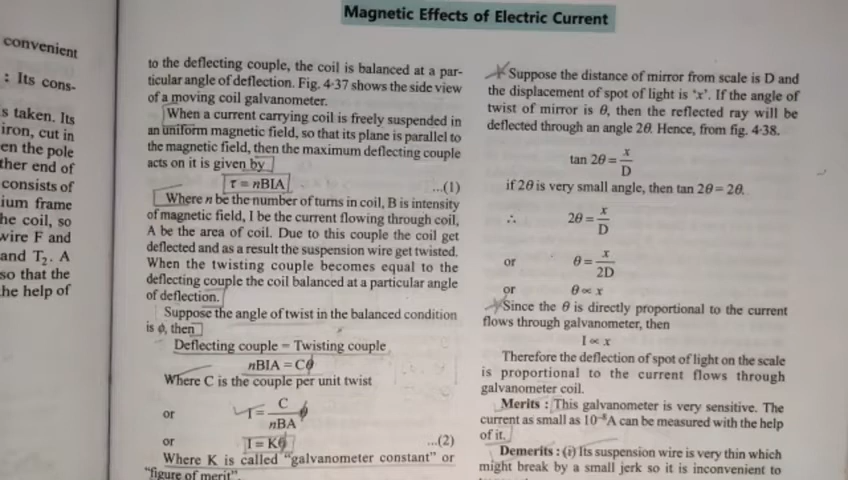 Magnetic Effects of Electric Current
convenient
: Its cons-
s taken. Its
iron, cut in
en the pole
ther end of
consists of
ium frame
he coil, so
wire F and
and T₂. A
so that the
he help of
to the deflecting couple, the coil is balanced at a par-
ticular angle of deflection. Fig. 4·37 shows the side view
of a moving coil galvanometer.
When a current carrying coil is freely suspended in
an uniform magnetic field, so that its plane is parallel to
the magnetic field, then the maximum deflecting couple
acts on it is given by
τ = nBIA ...(1)
Where n be the number of turns in coil, B is intensity
of magnetic field, I be the current flowing through coil,
A be the area of coil. Due to this couple the coil get
deflected and as a result the suspension wire get twisted.
When the twisting couple becomes equal to the
deflecting couple the coil balanced at a particular angle
of deflection.
Suppose the angle of twist in the balanced condition
is ϕ, then
Deflecting couple = Twisting couple
nBIA = Cϕ
Where C is the couple per unit twist
or I = C/nBA ϕ
or I = Kϕ ...(2)
Where K is called "galvanometer constant" or
"figure of merit"
Suppose the distance of mirror from scale is D and
the displacement of spot of light is 'x'. If the angle of
twist of mirror is θ, then the reflected ray will be
deflected through an angle 2θ. Hence, from fig. 4·38.
tan 2θ = x/D
if 2θ is very small angle, then tan 2θ = 2θ.
∴ 2θ = x/D
or θ = x/2D
or θ ∝ x
Since the θ is directly proportional to the current
flows through galvanometer, then
I ∝ x
Therefore the deflection of spot of light on the scale
is proportional to the current flows through
galvanometer coil.
Merits : This galvanometer is very sensitive. The
current as small as 10⁻⁸A can be measured with the help
of it.
Demerits : (i) Its suspension wire is very thin which
might break by a small jerk so it is inconvenient to